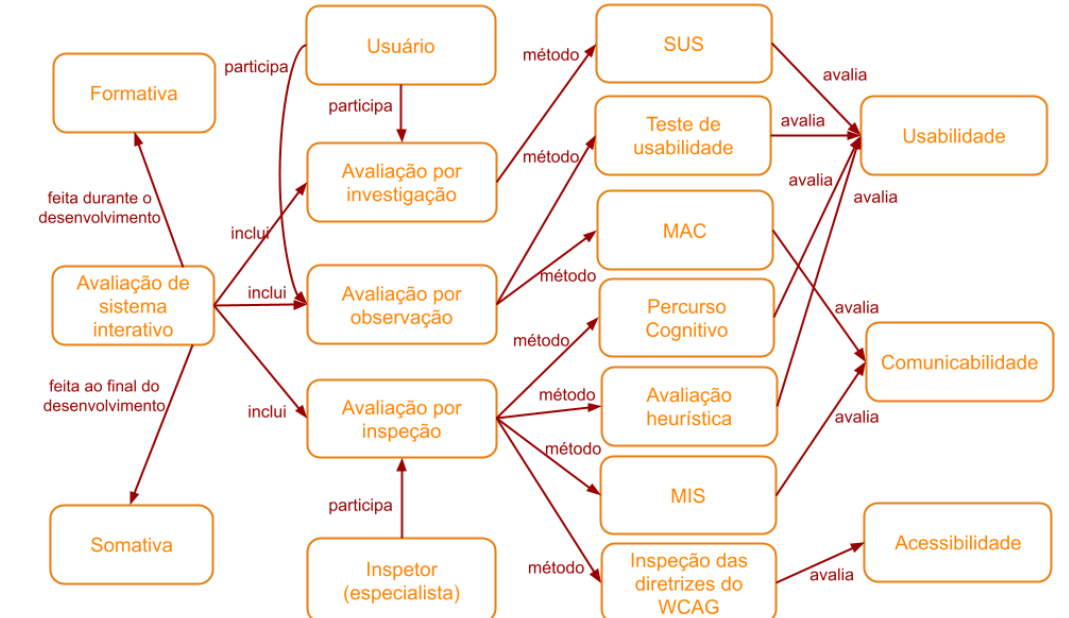 Usuário
SUS
método
avalia
participa
Formativa
participa
Teste de
usabilidade
avalia
Usabilidade
Avaliação por
investigação
método
avalia
avalia
feita durante o
desenvolvimento
inclui
MAC
método
Avaliação de
sistema
interativo
inclui
Avaliação por
observação
Percurso
Cognitivo
avalia
método
Comunicabilidade
feita ao final do
desenvolvimento
inclui
Avaliação por
inspeção
método
Avaliação
heurística
avalia
método
MIS
participa
Somativa
Acessibilidade
Inspetor
(especialista)
método
Inspeção das
diretrizes do
WCAG
avalia